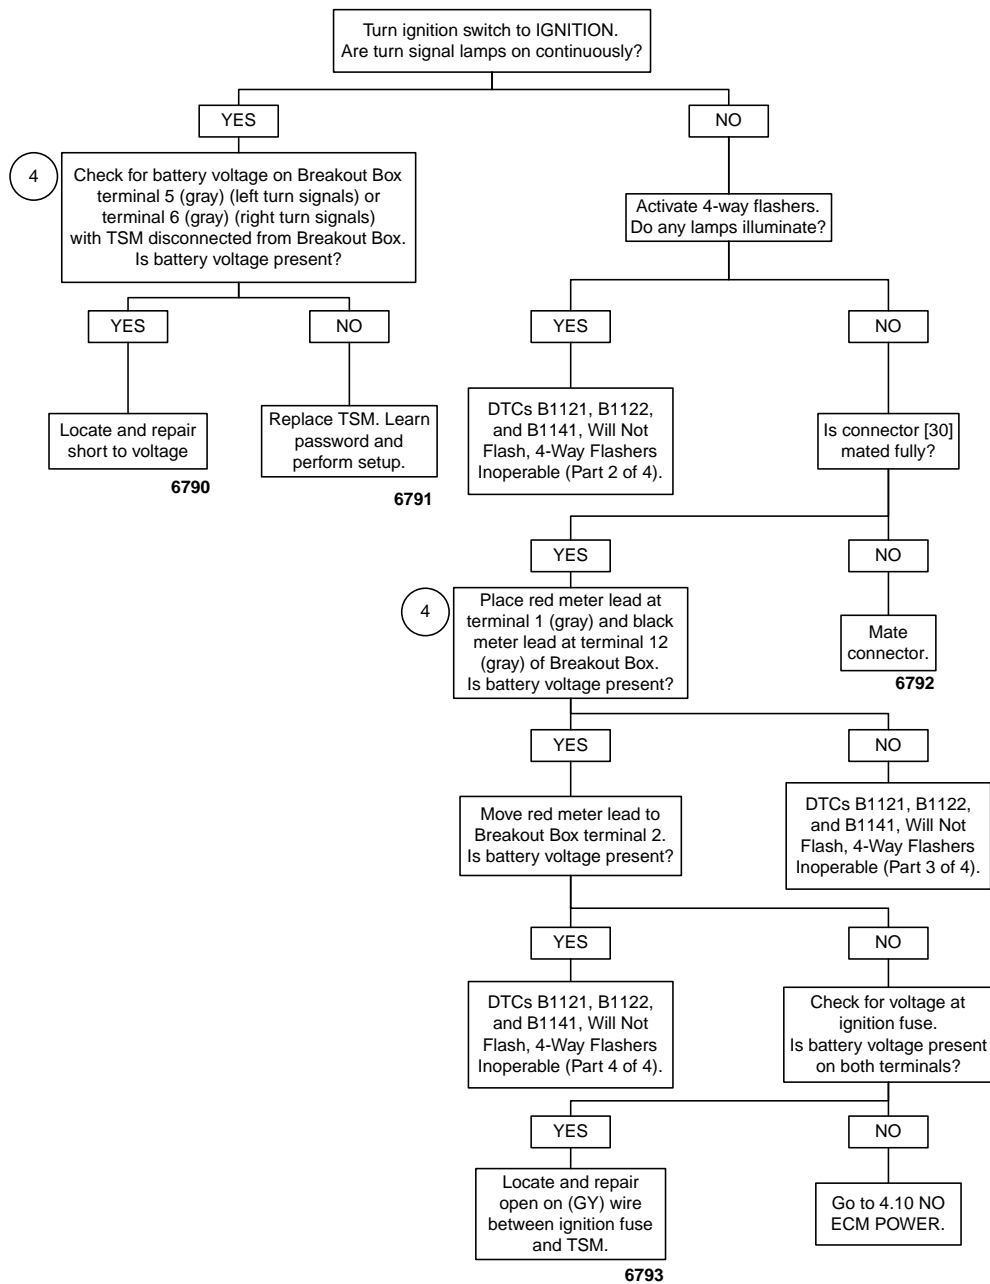 Turn ignition switch to IGNITION.
Are turn signal lamps on continuously?
YES
NO
4
Check for battery voltage on Breakout Box
terminal 5 (gray) (left turn signals) or
terminal 6 (gray) (right turn signals)
with TSM disconnected from Breakout Box.
Is battery voltage present?
Activate 4-way flashers.
Do any lamps illuminate?
YES
NO
YES
NO
Locate and repair
short to voltage
6790
Replace TSM. Learn
password and
perform setup.
6791
DTCs B1121, B1122,
and B1141, Will Not
Flash, 4-Way Flashers
Inoperable (Part 2 of 4).
Is connector [30]
mated fully?
YES
NO
4
Place red meter lead at
terminal 1 (gray) and black
meter lead at terminal 12
(gray) of Breakout Box.
Is battery voltage present?
Mate
connector.
6792
YES
NO
Move red meter lead to
Breakout Box terminal 2.
Is battery voltage present?
DTCs B1121, B1122,
and B1141, Will Not
Flash, 4-Way Flashers
Inoperable (Part 3 of 4).
YES
NO
DTCs B1121, B1122,
and B1141, Will Not
Flash, 4-Way Flashers
Inoperable (Part 4 of 4).
Check for voltage at
ignition fuse.
Is battery voltage present
on both terminals?
YES
NO
Locate and repair
open on (GY) wire
between ignition fuse
and TSM.
6793
Go to 4.10 NO
ECM POWER.